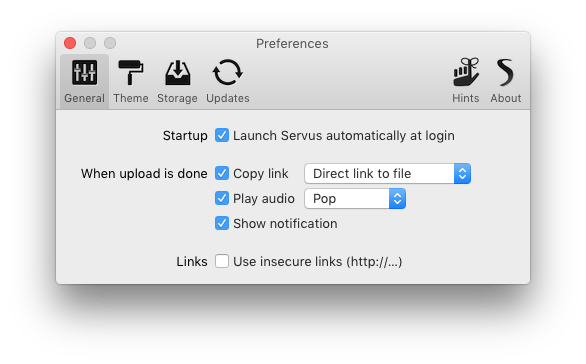 Preferences
General Theme Storage Updates Hints About
Startup Launch Servus automatically at login
When upload is done Copy link Direct link to file
Play audio Pop
Show notification
Links Use insecure links (http://...)